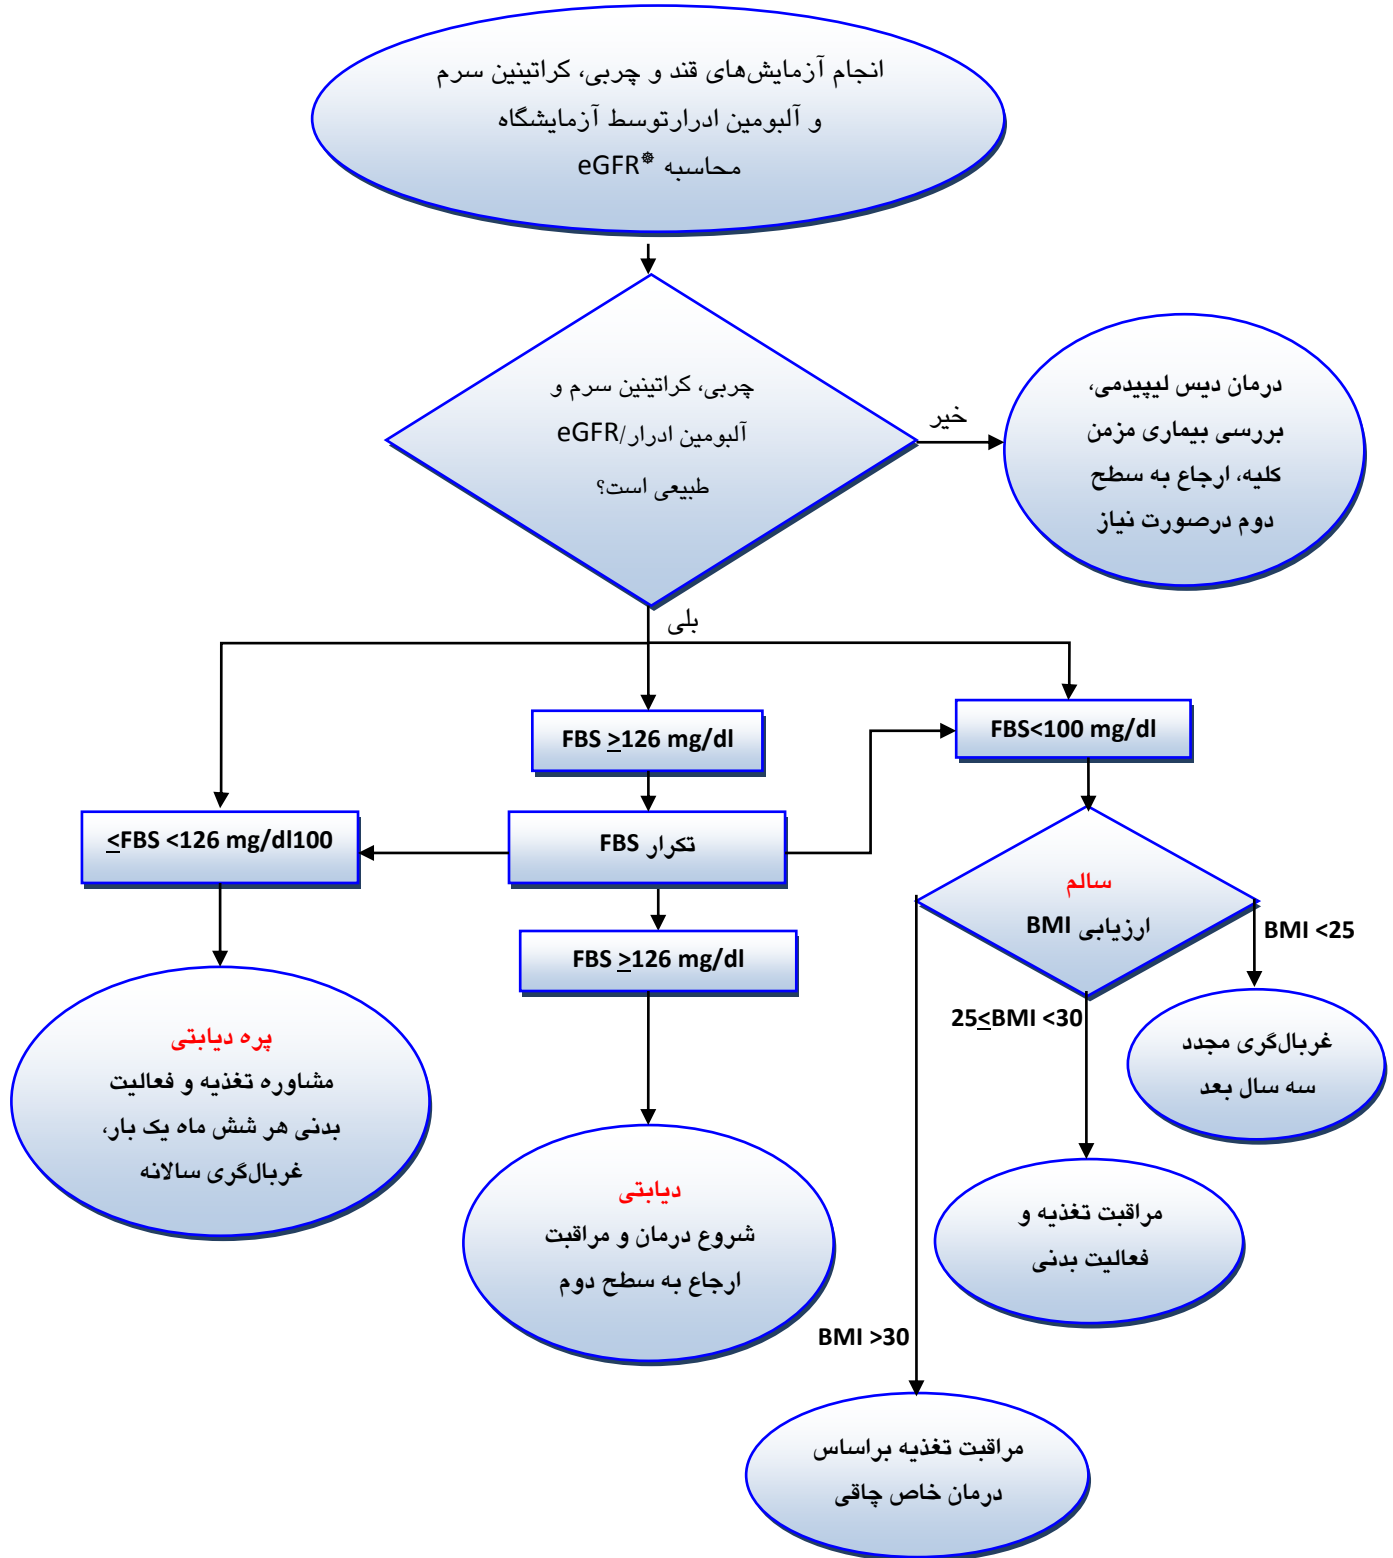 انجام آزمایش‌های قند و چربی، کراتینین سرم
و آلبومین ادرارتوسط آزمایشگاه
محاسبه eGFR*
چربی، کراتینین سرم و
آلبومین ادرار/eGFR
طبیعی است؟
خیر
درمان دیس لیپیدمی،
بررسی بیماری مزمن
کلیه، ارجاع به سطح
دوم درصورت نیاز
بلی
FBS ≥126 mg/dl
FBS<100 mg/dl
≤FBS <126 mg/dl100
تکرار FBS
سالم
ارزیابی BMI
BMI <25
FBS ≥126 mg/dl
25≤BMI <30
غربال‌گری مجدد
سه سال بعد
پره دیابتی
مشاوره تغذیه و فعالیت
بدنی هر شش ماه یک بار،
غربال‌گری سالانه
دیابتی
شروع درمان و مراقبت
ارجاع به سطح دوم
مراقبت تغذیه و
فعالیت بدنی
BMI >30
مراقبت تغذیه براساس
درمان خاص چاقی